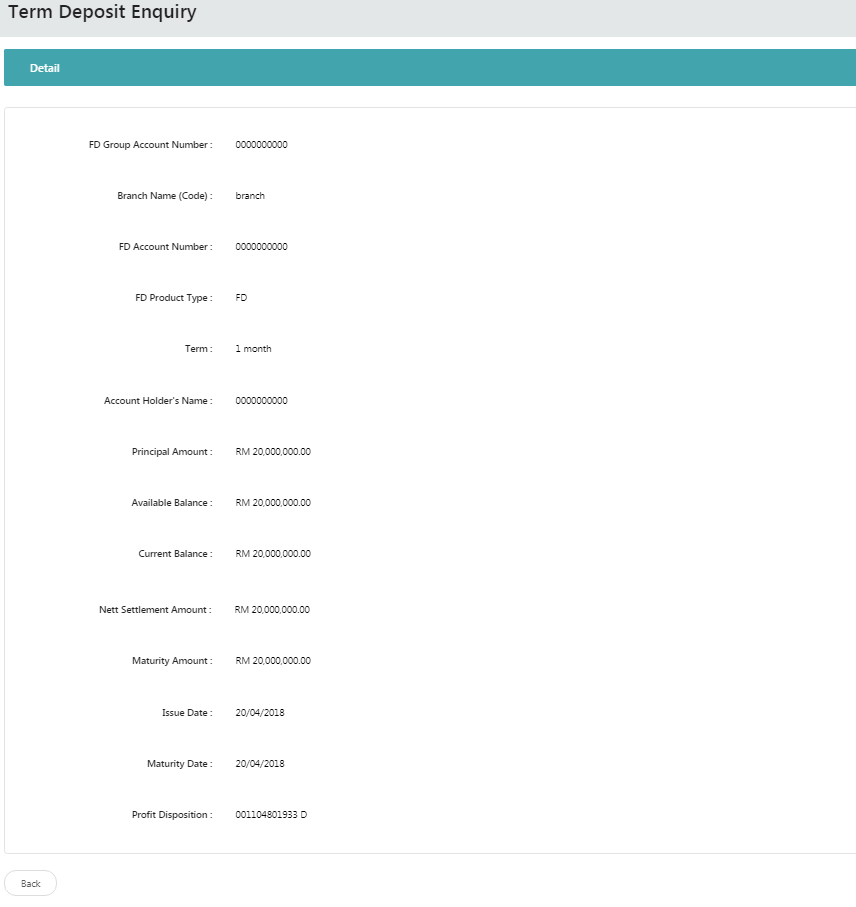 Term Deposit Enquiry
Detail
FD Group Account Number : 0000000000
Branch Name (Code) : branch
FD Account Number : 0000000000
FD Product Type : FD
Term : 1 month
Account Holder's Name : 0000000000
Principal Amount : RM 20,000,000.00
Available Balance : RM 20,000,000.00
Current Balance : RM 20,000,000.00
Nett Settlement Amount : RM 20,000,000.00
Maturity Amount : RM 20,000,000.00
Issue Date : 20/04/2018
Maturity Date : 20/04/2018
Profit Disposition : 001104801933 D
Back